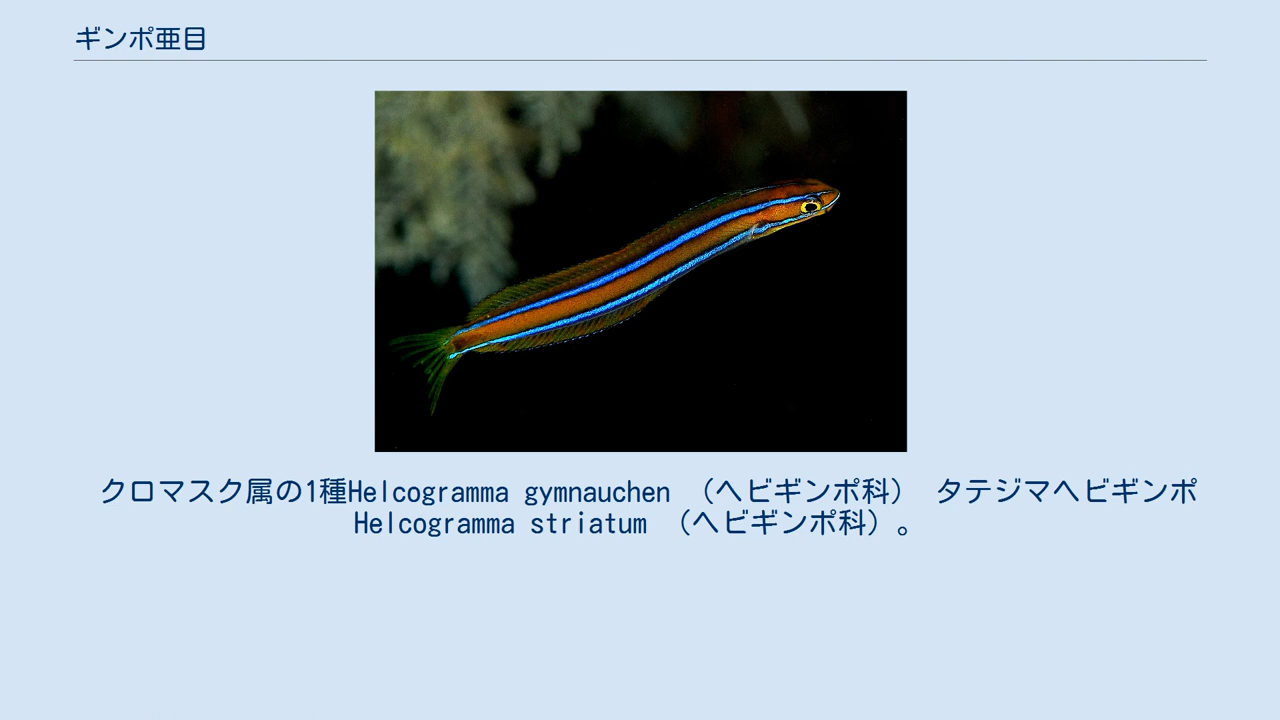 ギンポ亜目
クロマスク属の1種Helcogramma gymnauchen （ヘビギンポ科） タテジマヘビギンポ
Helcogramma striatum （ヘビギンポ科）。